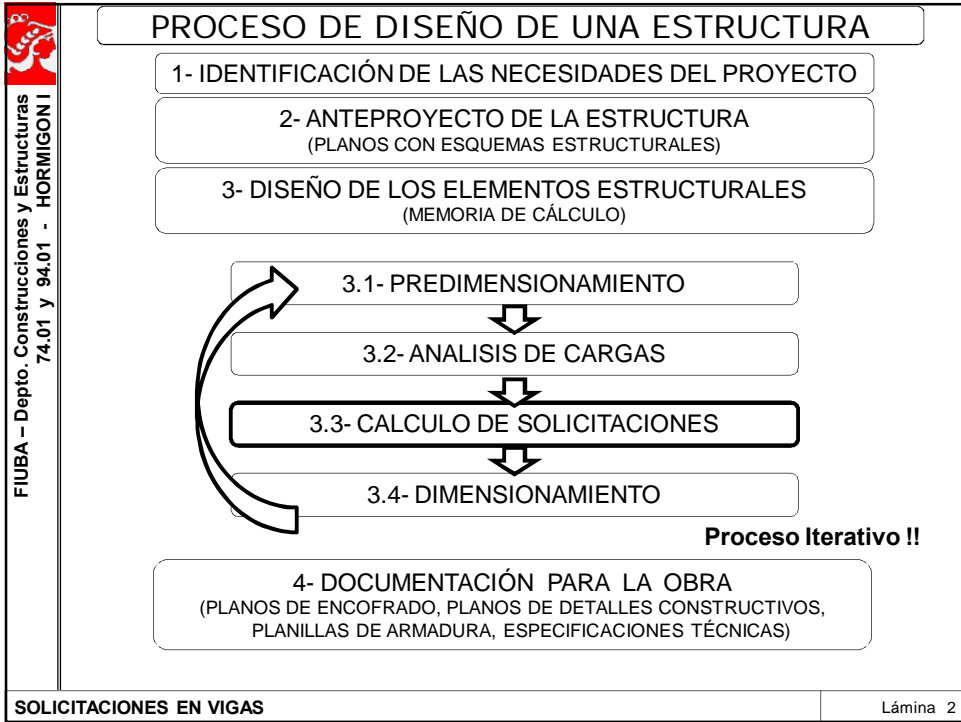 PROCESO DE DISEÑO DE UNA ESTRUCTURA
1- IDENTIFICACIÓN DE LAS NECESIDADES DEL PROYECTO
2- ANTEPROYECTO DE LA ESTRUCTURA
(PLANOS CON ESQUEMAS ESTRUCTURALES)
3- DISEÑO DE LOS ELEMENTOS ESTRUCTURALES
(MEMORIA DE CÁLCULO)
3.1- PREDIMENSIONAMIENTO
3.2- ANALISIS DE CARGAS
3.3- CALCULO DE SOLICITACIONES
3.4- DIMENSIONAMIENTO
Proceso Iterativo !!
4- DOCUMENTACIÓN PARA LA OBRA
(PLANOS DE ENCOFRADO, PLANOS DE DETALLES CONSTRUCTIVOS,
PLANILLAS DE ARMADURA, ESPECIFICACIONES TÉCNICAS)
FIUBA – Depto. Construcciones y Estructuras
74.01 y 94.01 - HORMIGON I
SOLICITACIONES EN VIGAS
Lámina 2